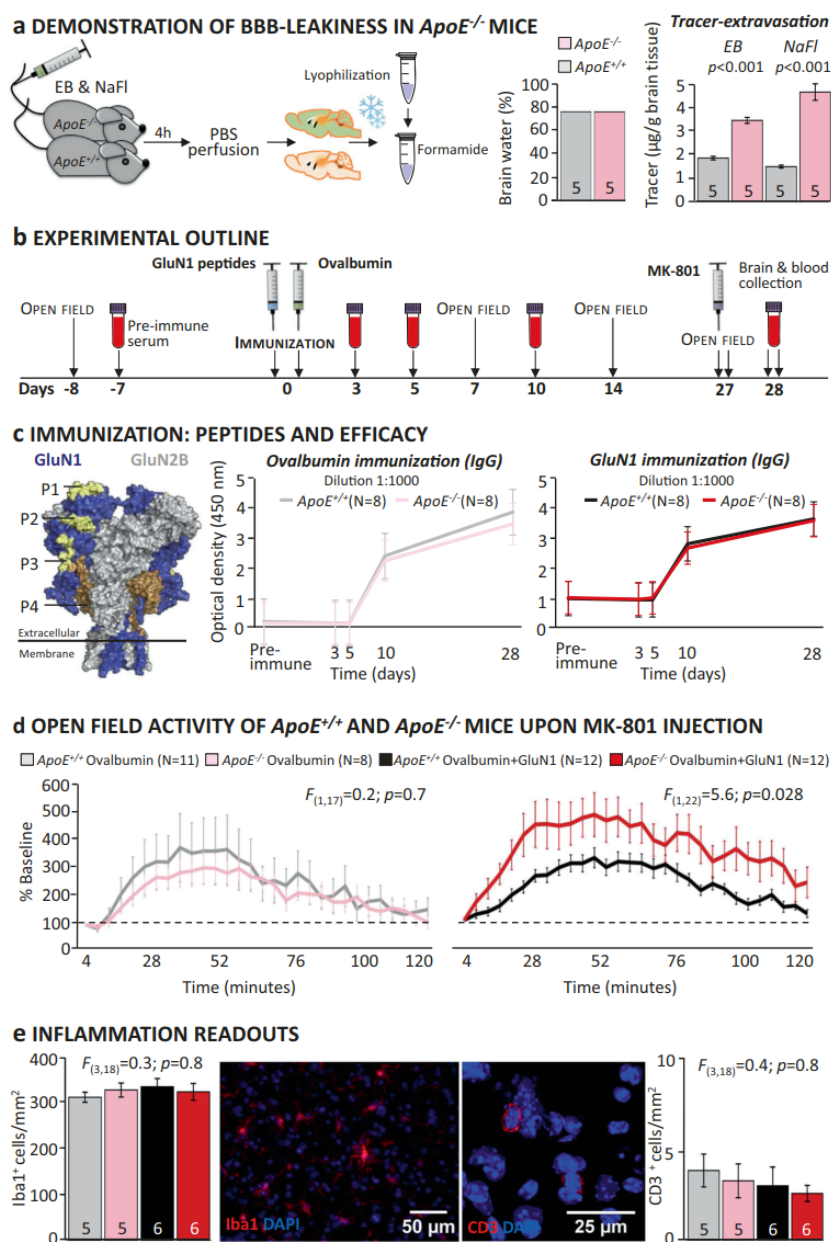 a DEMONSTRATION OF BBB-LEAKINESS IN ApoE-/- MICE
EB & NaFl
ApoE-/-
ApoE+/+
4h
PBS
perfusion
Lyophilization
Formamide
ApoE-/-
ApoE+/+
Brain water (%)
100
80
60
40
20
0
5 5
Tracer-extravasation
EB NaFl
p<0.001 p<0.001
Tracer (µg/g brain tissue)
5
4
3
2
1
0
5 5 5 5
b EXPERIMENTAL OUTLINE
GluN1 peptides Ovalbumin
MK-801
Brain & blood
collection
OPEN FIELD
Pre-immune
serum
IMMUNIZATION
OPEN FIELD
OPEN FIELD
OPEN FIELD
Days -8 -7 0 3 5 7 10 14 27 28
c IMMUNIZATION: PEPTIDES AND EFFICACY
GluN1 GluN2B
P1
P2
P3
P4
Extracellular
Membrane
Ovalbumin immunization (IgG)
Dilution 1:1000
ApoE+/+(N=8) ApoE-/-(N=8)
Optical density (450 nm)
5
4
3
2
1
0
Pre-
immune
3 5 10 28
Time (days)
GluN1 immunization (IgG)
Dilution 1:1000
ApoE+/+(N=8) ApoE-/-(N=8)
5
4
3
2
1
0
Pre-
immune
3 5 10 28
Time (days)
d OPEN FIELD ACTIVITY OF ApoE+/+ AND ApoE-/- MICE UPON MK-801 INJECTION
ApoE+/+ Ovalbumin (N=11) ApoE-/- Ovalbumin (N=8) ApoE+/+ Ovalbumin+GluN1 (N=12) ApoE-/- Ovalbumin+GluN1 (N=12)
% Baseline
600
500
400
300
200
100
0
F(1,17)=0.2; p=0.7
4 28 52 76 100 120
Time (minutes)
F(1,22)=5.6; p=0.028
4 28 52 76 100 120
Time (minutes)
e INFLAMMATION READOUTS
Iba1+ cells/mm2
400
300
200
100
0
F(3,18)=0.3; p=0.8
5 5 6 6
Iba1 DAPI
50 µm
CD3 DAPI
25 µm
CD3 + cells/mm2
10
5
0
F(3,18)=0.4; p=0.8
5 5 6 6